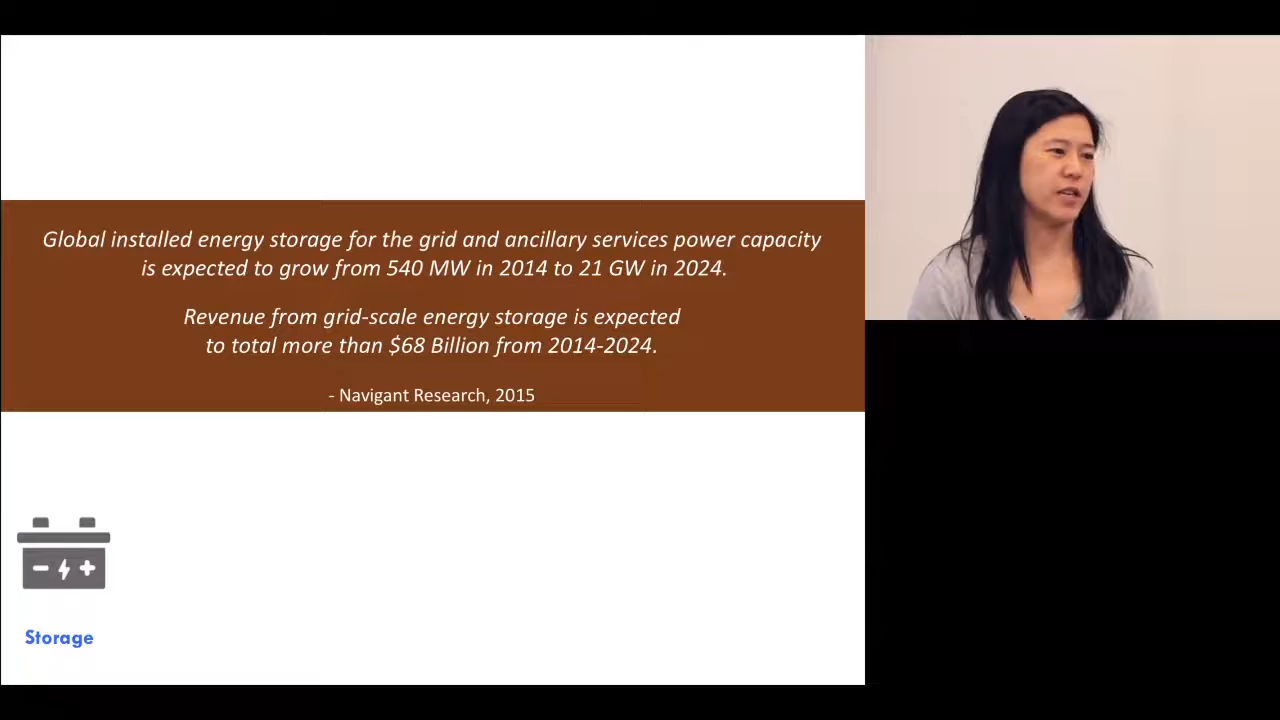 Global installed energy storage for the grid and ancillary services power capacity
is expected to grow from 540 MW in 2014 to 21 GW in 2024.
Revenue from grid-scale energy storage is expected
to total more than $68 Billion from 2014-2024.
- Navigant Research, 2015
Storage